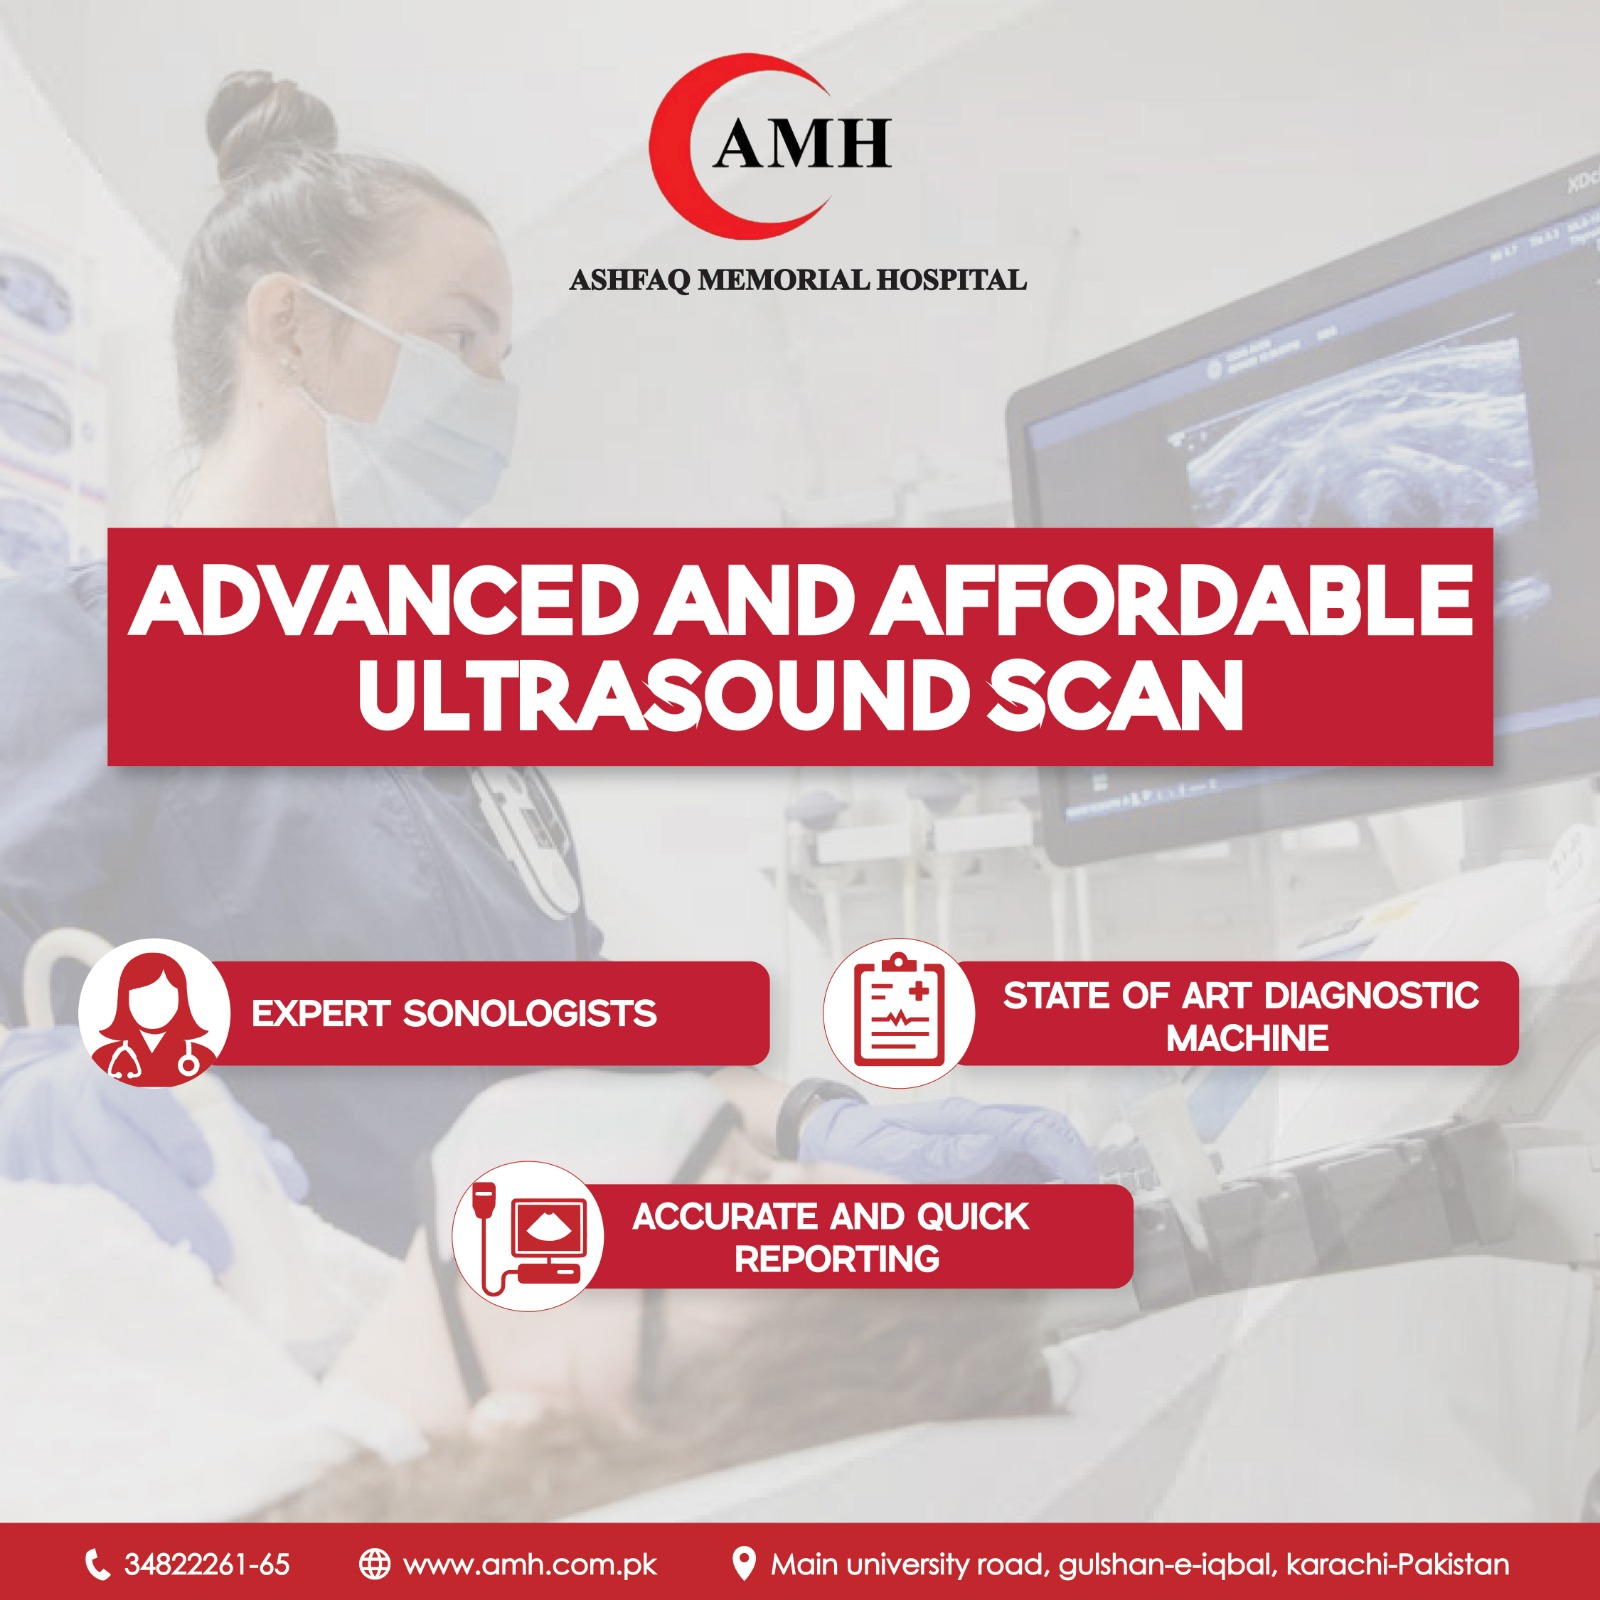 AMH
ASHFAQ MEMORIAL HOSPITAL
ADVANCED AND AFFORDABLE
ULTRASOUND SCAN
EXPERT SONOLOGISTS
STATE OF ART DIAGNOSTIC
MACHINE
ACCURATE AND QUICK
REPORTING
34822261-65
www.amh.com.pk
Main university road, gulshan-e-iqbal, karachi-Pakistan